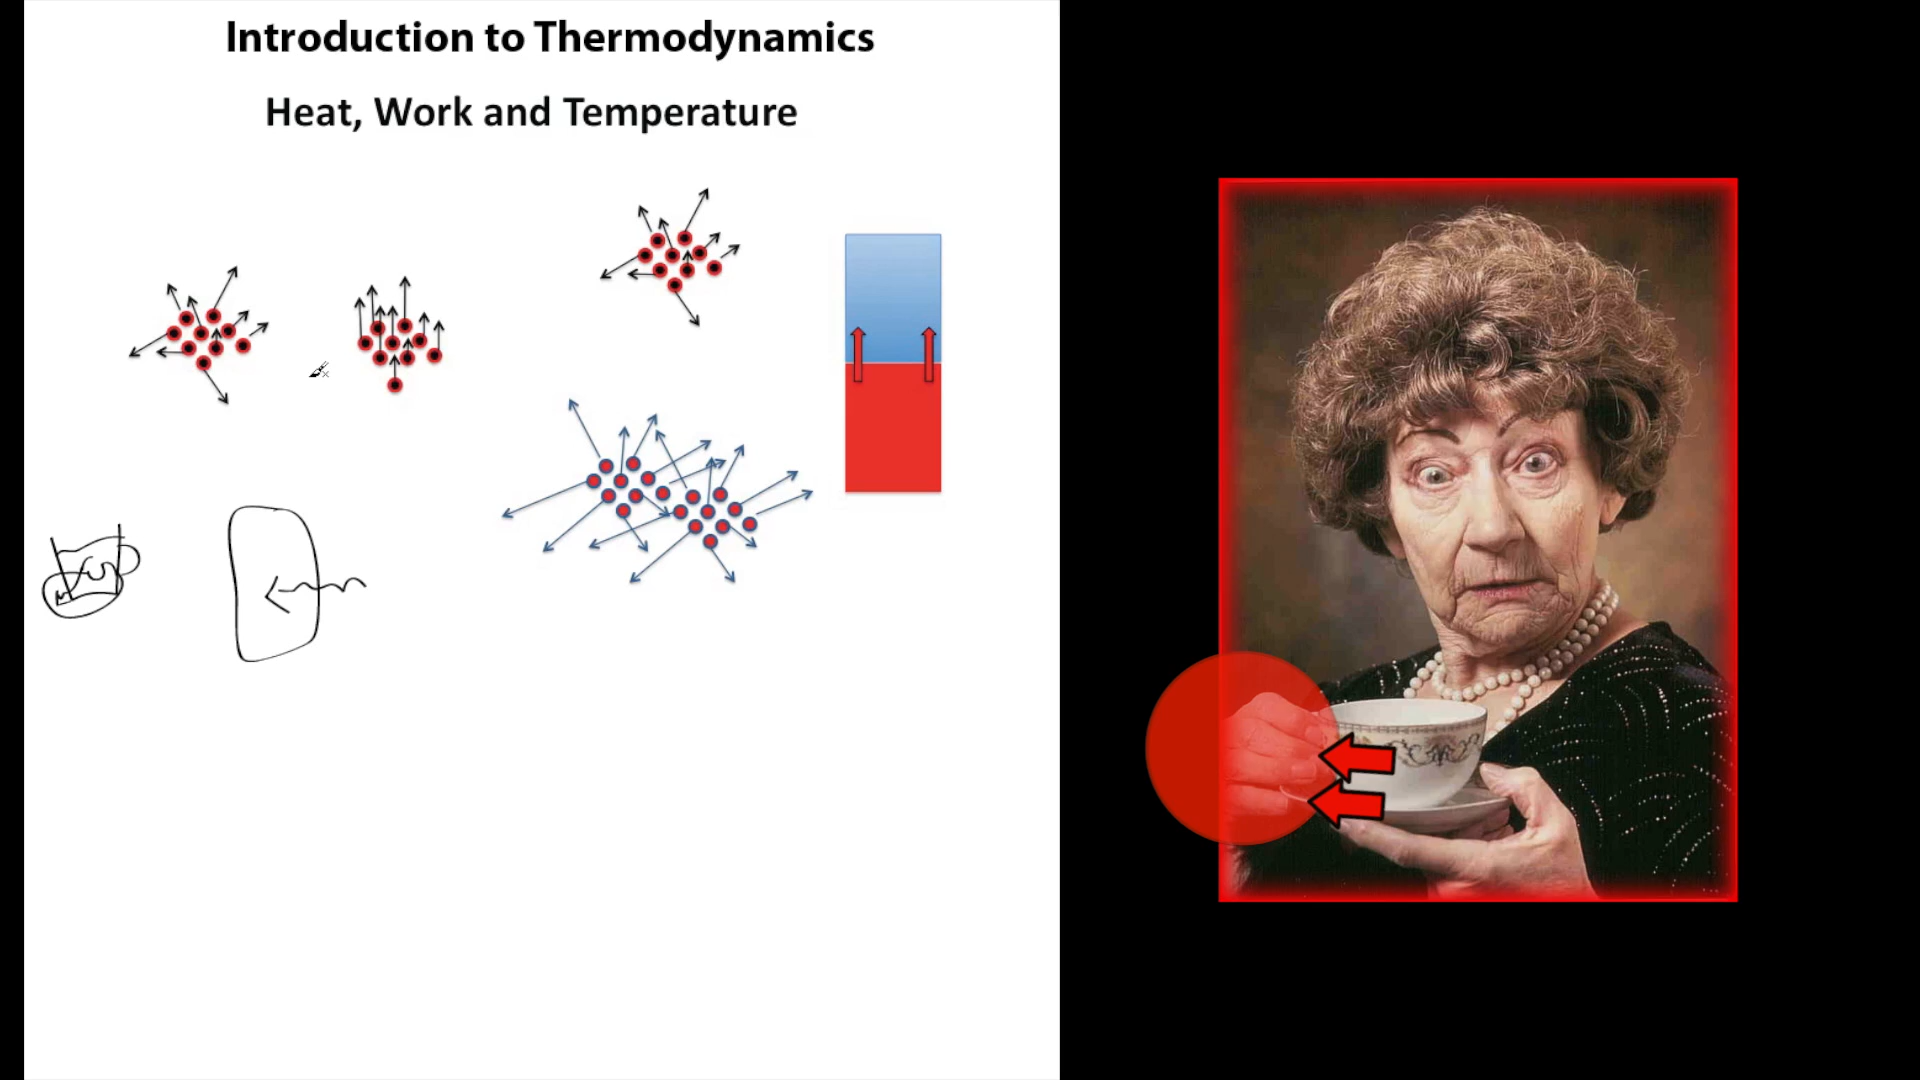 Introduction to Thermodynamics
Heat, Work and Temperature